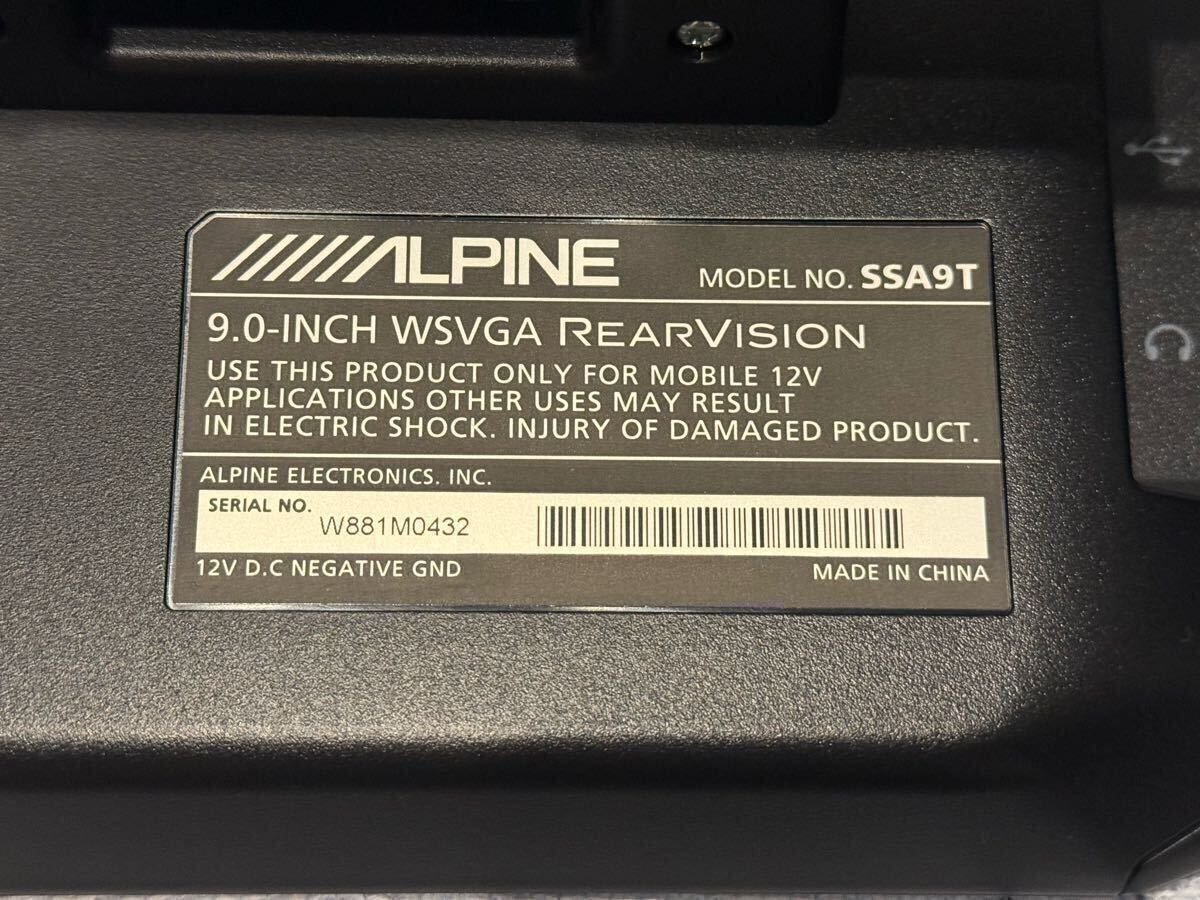 ALPINE MODEL NO. SSA9T
9.0-INCH WSVGA REARVISION
USE THIS PRODUCT ONLY FOR MOBILE 12V
APPLICATIONS OTHER USES MAY RESULT
IN ELECTRIC SHOCK. INJURY OF DAMAGED PRODUCT.
ALPINE ELECTRONICS. INC.
SERIAL NO. W881M0432
12V D.C NEGATIVE GND MADE IN CHINA